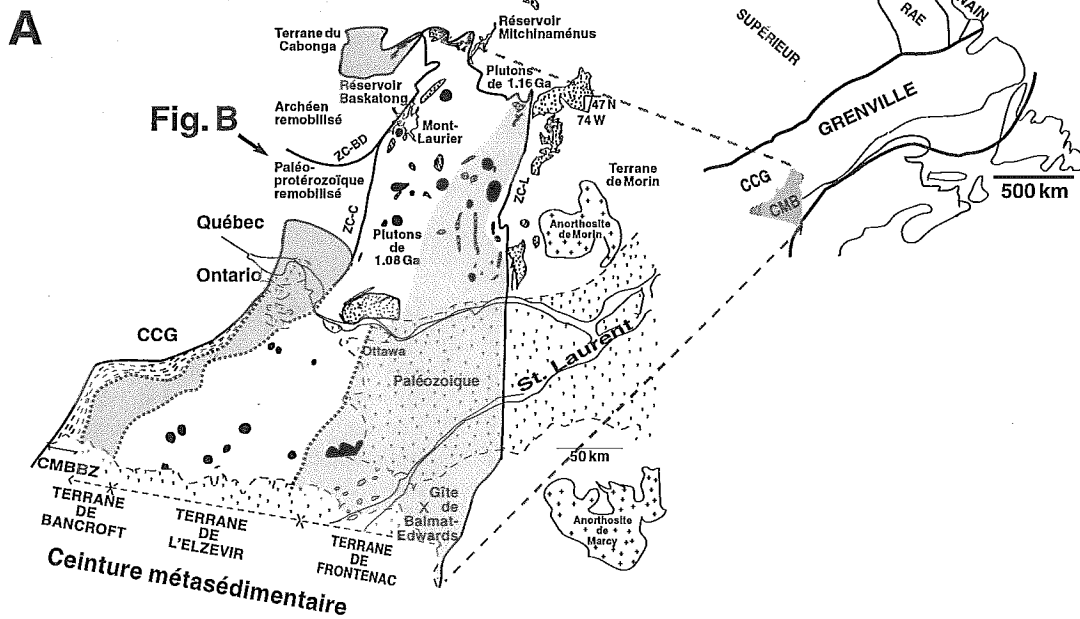 A
Terrane du
Cabonga
Réservoir
Mitchinaménus
Plutons
de 1.16 Ga
Réservoir
Baskatong
Archéen
remobilisé
Fig. B
Mont-
Laurier
47 N
74 W
ZC-BD
Paléo-
protérozoïque
remobilisé
ZC-L
Terrane
de Morin
Québec
ZC-C
Plutons
de
1.08 Ga
Anorthosite
de Morin
Ontario
CCG
Ottawa
Paléozoique
St. Laurent
50 km
CMBBZ
TERRANE
DE
BANCROFT
TERRANE
DE
L'ELZEVIR
TERRANE
DE
FRONTENAC
Gîte
X de
Balmat-
Edwards
Anorthosite
de
Marcy
Ceinture métasédimentaire
SUPÉRIEUR
RAE
GRENVILLE
CCG
CMB
500 km